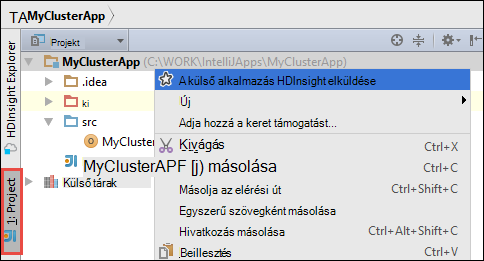 TA MyClusterApp
Projekt
MyClusterApp (C:\WORK\IntelliJApps\MyClusterApp)
.idea
ki
src
MyCluster
MyClusterAPF [j) másolása
Külső tárak
HDInsight Explorer
1: Project
A külső alkalmazás HDInsight elküldése
Új
Adja hozzá a keret támogatást...
Kivágás Ctrl+X
Ctrl+C
Másolja az elérési út Ctrl+Shift+C
Egyszerű szövegként másolása
Hivatkozás másolása Ctrl+Alt+Shift+C
Beillesztés Ctrl+V